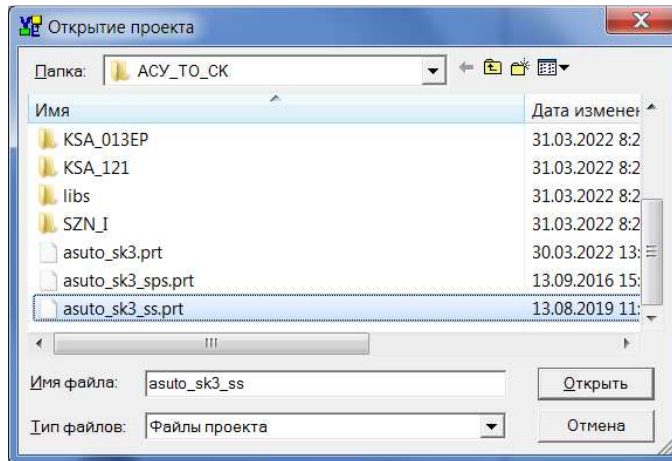 Открытие проекта
Папка: АСУ_ТО_СК
Имя Дата изменен
KSA_013EP 31.03.2022 8:2
KSA_121 31.03.2022 8:2
libs 31.03.2022 8:2
SZN_I 31.03.2022 8:2
asuto_sk3.prt 30.03.2022 13:
asuto_sk3_sps.prt 13.09.2016 15:
asuto_sk3_ss.prt 13.08.2019 11:
Имя файла: asuto_sk3_ss Открыть
Тип файлов: Файлы проекта Отмена